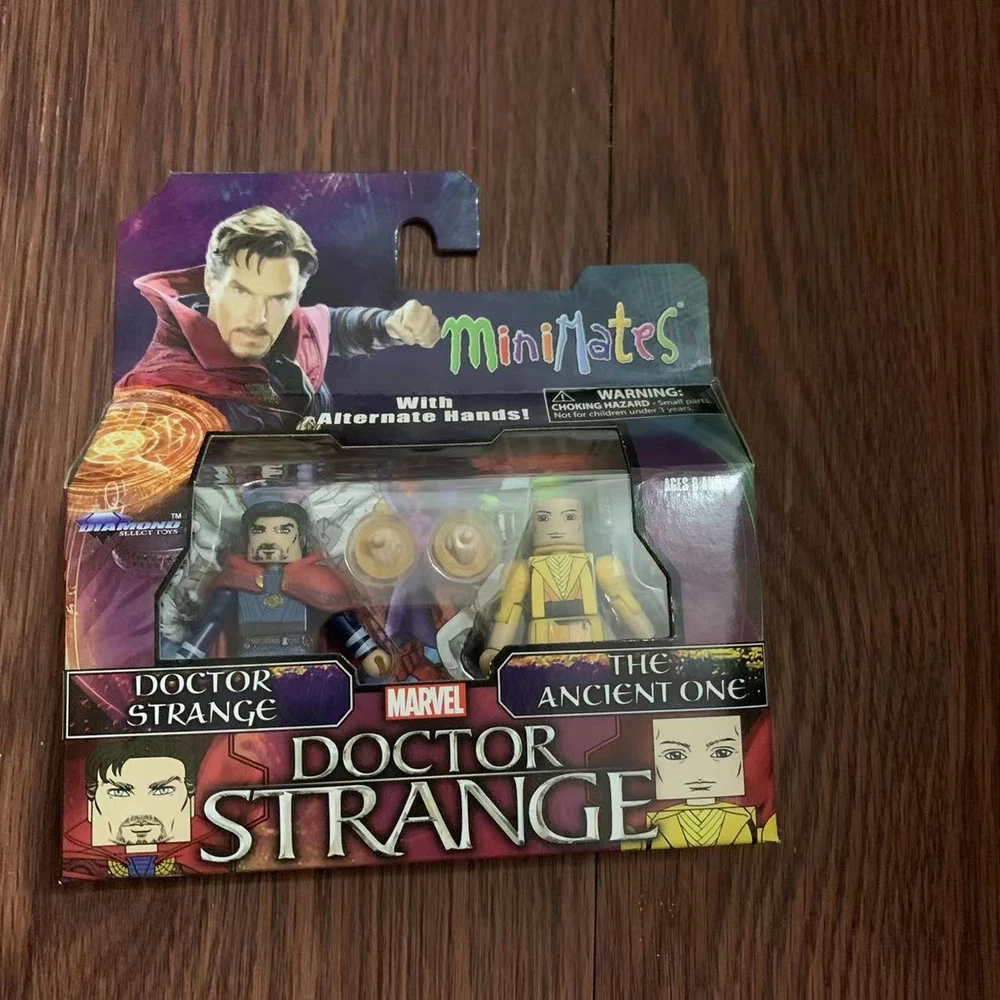 MiniMates®
With
Alternate Hands!
WARNING:
CHOKING HAZARD - Small parts.
Not for children under 3 years.
DIAMOND™
SELECT TOYS
DOCTOR
STRANGE
MARVEL
THE
ANCIENT ONE
DOCTOR
STRANGE